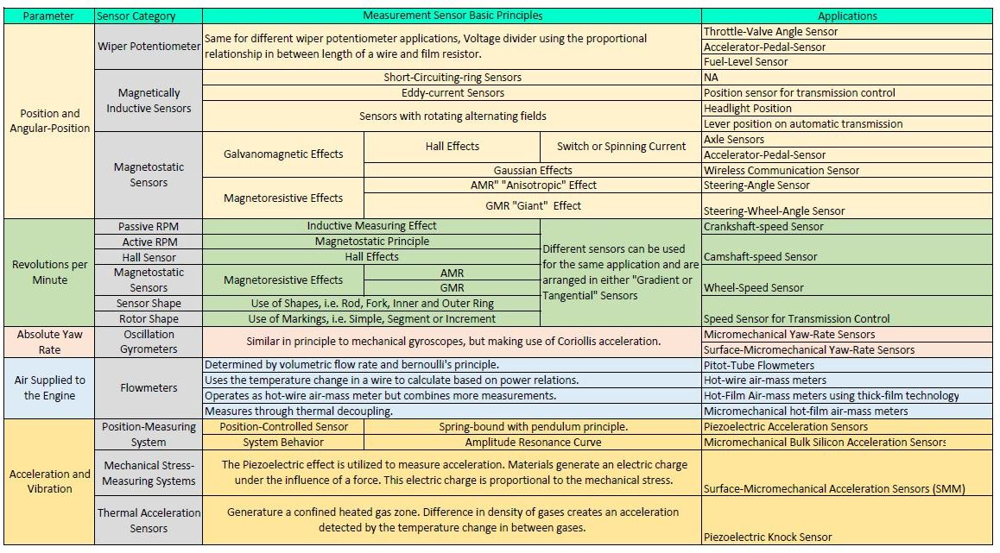 Parameter
Sensor Category
Measurement Sensor Basic Principles
Applications
Position and
Angular-Position
Wiper Potentiometer
Same for different wiper potentiometer applications, Voltage divider using the proportional
relationship in between length of a wire and film resistor.
Throttle-Valve Angle Sensor
Accelerator-Pedal-Sensor
Fuel-Level Sensor
Magnetically
Inductive Sensors
Short-Circuiting-ring Sensors
NA
Eddy-current Sensors
Position sensor for transmission control
Sensors with rotating alternating fields
Headlight Position
Lever position on automatic transmission
Magnetostatic
Sensors
Galvanomagnetic Effects
Hall Effects
Switch or Spinning Current
Axle Sensors
Accelerator-Pedal-Sensor
Gaussian Effects
Wireless Communication Sensor
Magnetoresistive Effects
AMR" "Anisotropic" Effect
Steering-Angle Sensor
GMR "Giant" Effect
Steering-Wheel-Angle Sensor
Revolutions per
Minute
Passive RPM
Inductive Measuring Effect
Different sensors can be used
for the same application and are
arranged in either "Gradient or
Tangential" Sensors
Crankshaft-speed Sensor
Active RPM
Magnetostatic Principle
Hall Sensor
Hall Effects
Camshaft-speed Sensor
Magnetostatic
Sensors
Magnetoresistive Effects
AMR
GMR
Wheel-Speed Sensor
Sensor Shape
Use of Shapes, i.e. Rod, Fork, Inner and Outer Ring
Rotor Shape
Use of Markings, i.e. Simple, Segment or Increment
Speed Sensor for Transmission Control
Absolute Yaw
Rate
Oscillation
Gyrometers
Similar in principle to mechanical gyroscopes, but making use of Coriollis acceleration.
Micromechanical Yaw-Rate Sensors
Surface-Micromechanical Yaw-Rate Sensors
Air Supplied to
the Engine
Flowmeters
Determined by volumetric flow rate and bernoulli's principle.
Pitot-Tube Flowmeters
Uses the temperature change in a wire to calculate based on power relations.
Hot-wire air-mass meters
Operates as hot-wire air-mass meter but combines more measurements.
Hot-Film Air-mass meters using thick-film technology
Measures through thermal decoupling.
Micromechanical hot-film air-mass meters
Acceleration and
Vibration
Position-Measuring
System
Position-Controlled Sensor
Spring-bound with pendulum principle.
Piezoelectric Acceleration Sensors
System Behavior
Amplitude Resonance Curve
Micromechanical Bulk Silicon Acceleration Sensors
Mechanical Stress-
Measuring Systems
The Piezoelectric effect is utilized to measure acceleration. Materials generate an electric charge
under the influence of a force. This electric charge is proportional to the mechanical stress.
Surface-Micromechanical Acceleration Sensors (SMM)
Thermal Acceleration
Sensors
Generature a confined heated gas zone. Difference in density of gases creates an acceleration
detected by the temperature change in between gases.
Piezoelectric Knock Sensor